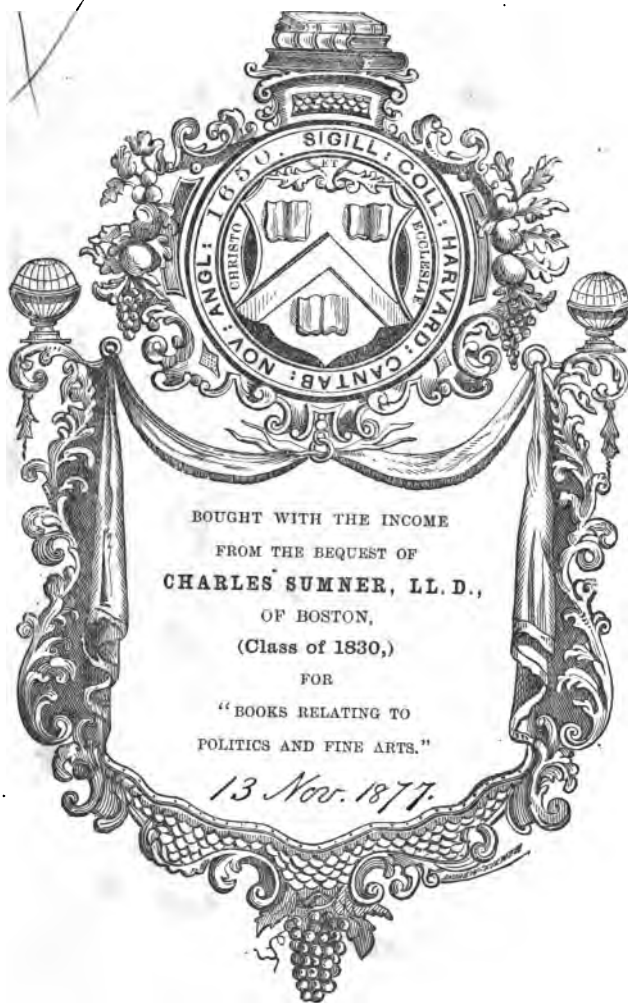 SIGILL: COLL: HARVARD: CANTAB: NOV: ANGL: 1650.
ET
CHRISTO
ECCLESIAE
BOUGHT WITH THE INCOME
FROM THE BEQUEST OF
CHARLES SUMNER, LL. D.,
OF BOSTON,
(Class of 1830,)
FOR
“BOOKS RELATING TO
POLITICS AND FINE ARTS.”
13 Nov. 1877.